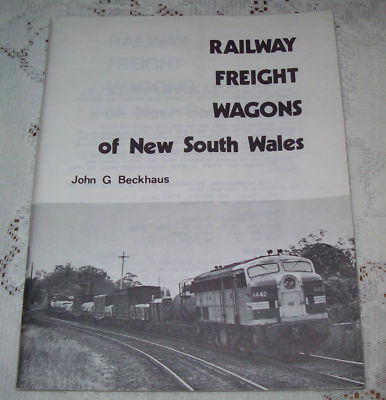 RAILWAY
FREIGHT
WAGONS
of New South Wales
John G Beckhaus
4442